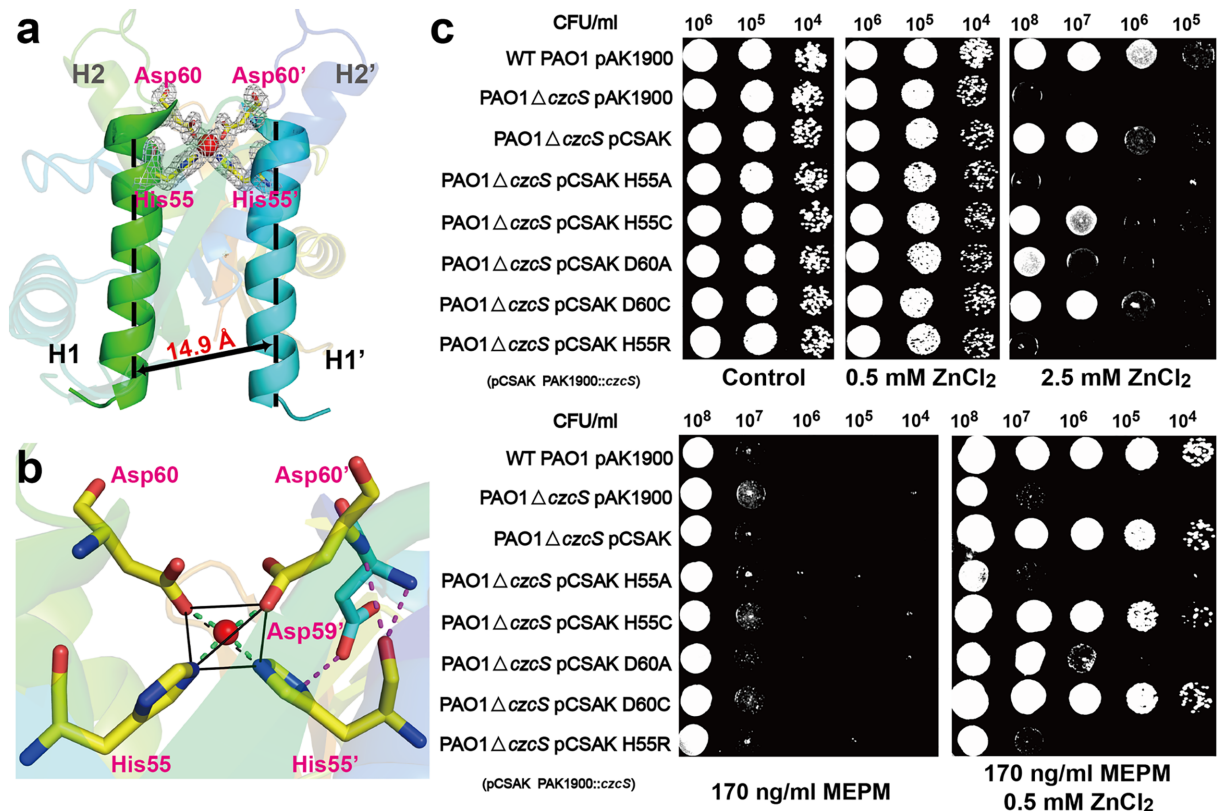 a
H2
Asp60
Asp60’
H2’
His55
His55’
H1
14.9 Å
H1’
b
Asp60
Asp60’
Asp59’
His55
His55’
c
CFU/ml
10⁶ 10⁵ 10⁴ 10⁶ 10⁵ 10⁴ 10⁸ 10⁷ 10⁶ 10⁵
WT PAO1 pAK1900
PAO1△czcS pAK1900
PAO1△czcS pCSAK
PAO1△czcS pCSAK H55A
PAO1△czcS pCSAK H55C
PAO1△czcS pCSAK D60A
PAO1△czcS pCSAK D60C
PAO1△czcS pCSAK H55R
(pCSAK PAK1900::czcS)
Control
0.5 mM ZnCl₂
2.5 mM ZnCl₂
CFU/ml
10⁸ 10⁷ 10⁶ 10⁵ 10⁴ 10⁸ 10⁷ 10⁶ 10⁵ 10⁴
WT PAO1 pAK1900
PAO1△czcS pAK1900
PAO1△czcS pCSAK
PAO1△czcS pCSAK H55A
PAO1△czcS pCSAK H55C
PAO1△czcS pCSAK D60A
PAO1△czcS pCSAK D60C
PAO1△czcS pCSAK H55R
(pCSAK PAK1900::czcS)
170 ng/ml MEPM
170 ng/ml MEPM
0.5 mM ZnCl₂